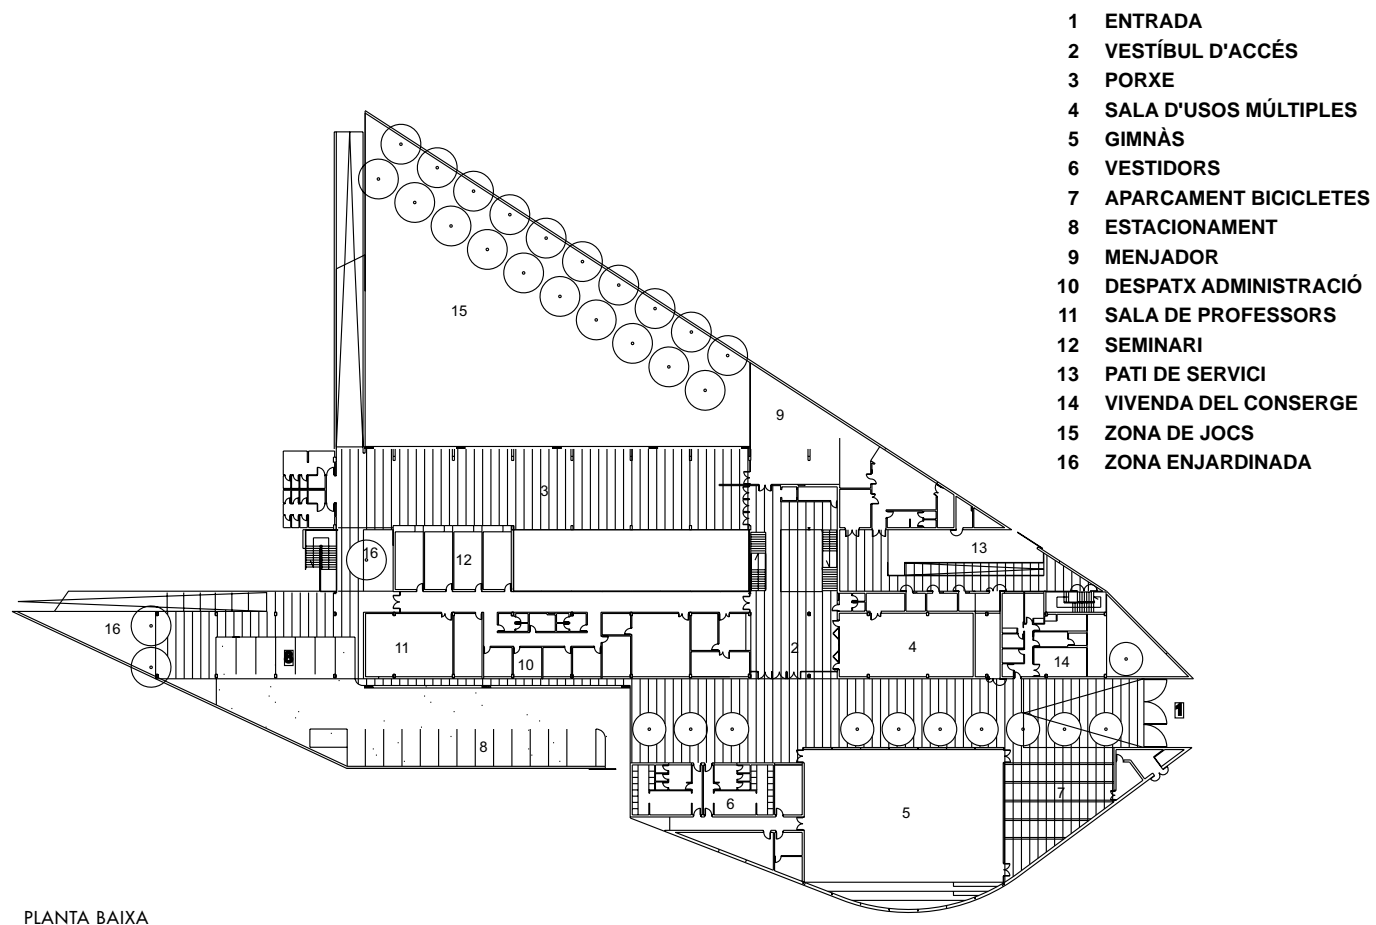 1 ENTRADA
2 VESTÍBUL D'ACCÉS
3 PORXE
4 SALA D'USOS MÚLTIPLES
5 GIMNÀS
6 VESTIDORS
7 APARCAMENT BICICLETES
8 ESTACIONAMENT
9 MENJADOR
10 DESPATX ADMINISTRACIÓ
11 SALA DE PROFESSORS
12 SEMINARI
13 PATI DE SERVICI
14 VIVENDA DEL CONSERGE
15 ZONA DE JOCS
16 ZONA ENJARDINADA
15
9
3
16
12
13
16
11
10
2
4
14
1
8
6
5
7
PLANTA BAIXA